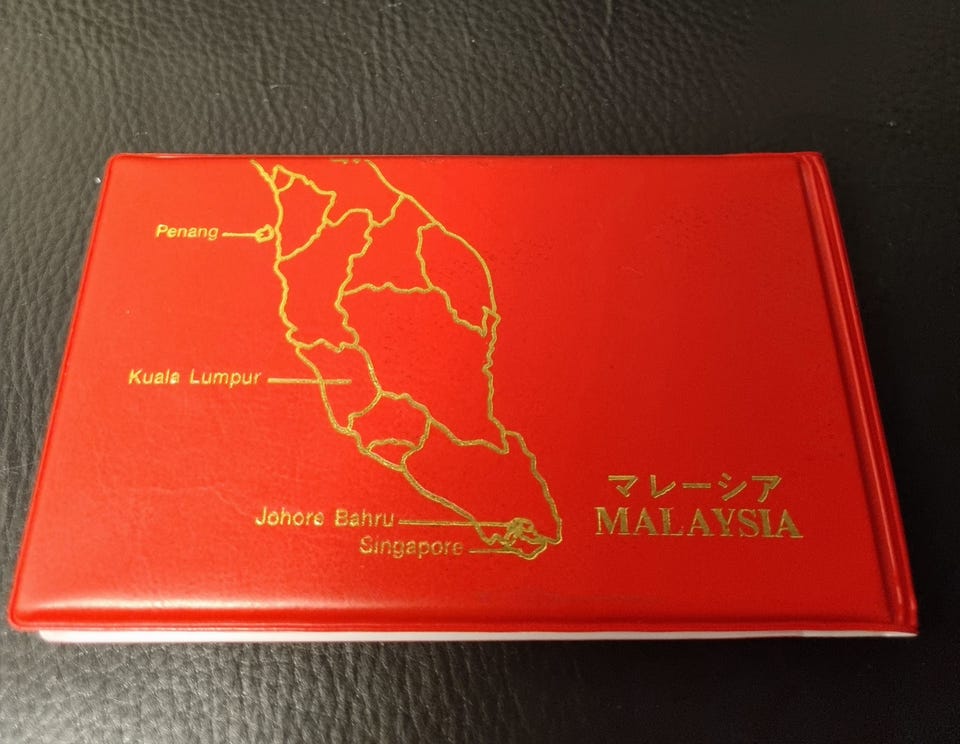 Penang
Kuala Lumpur
Johore Bahru
Singapore
マレーシア
MALAYSIA